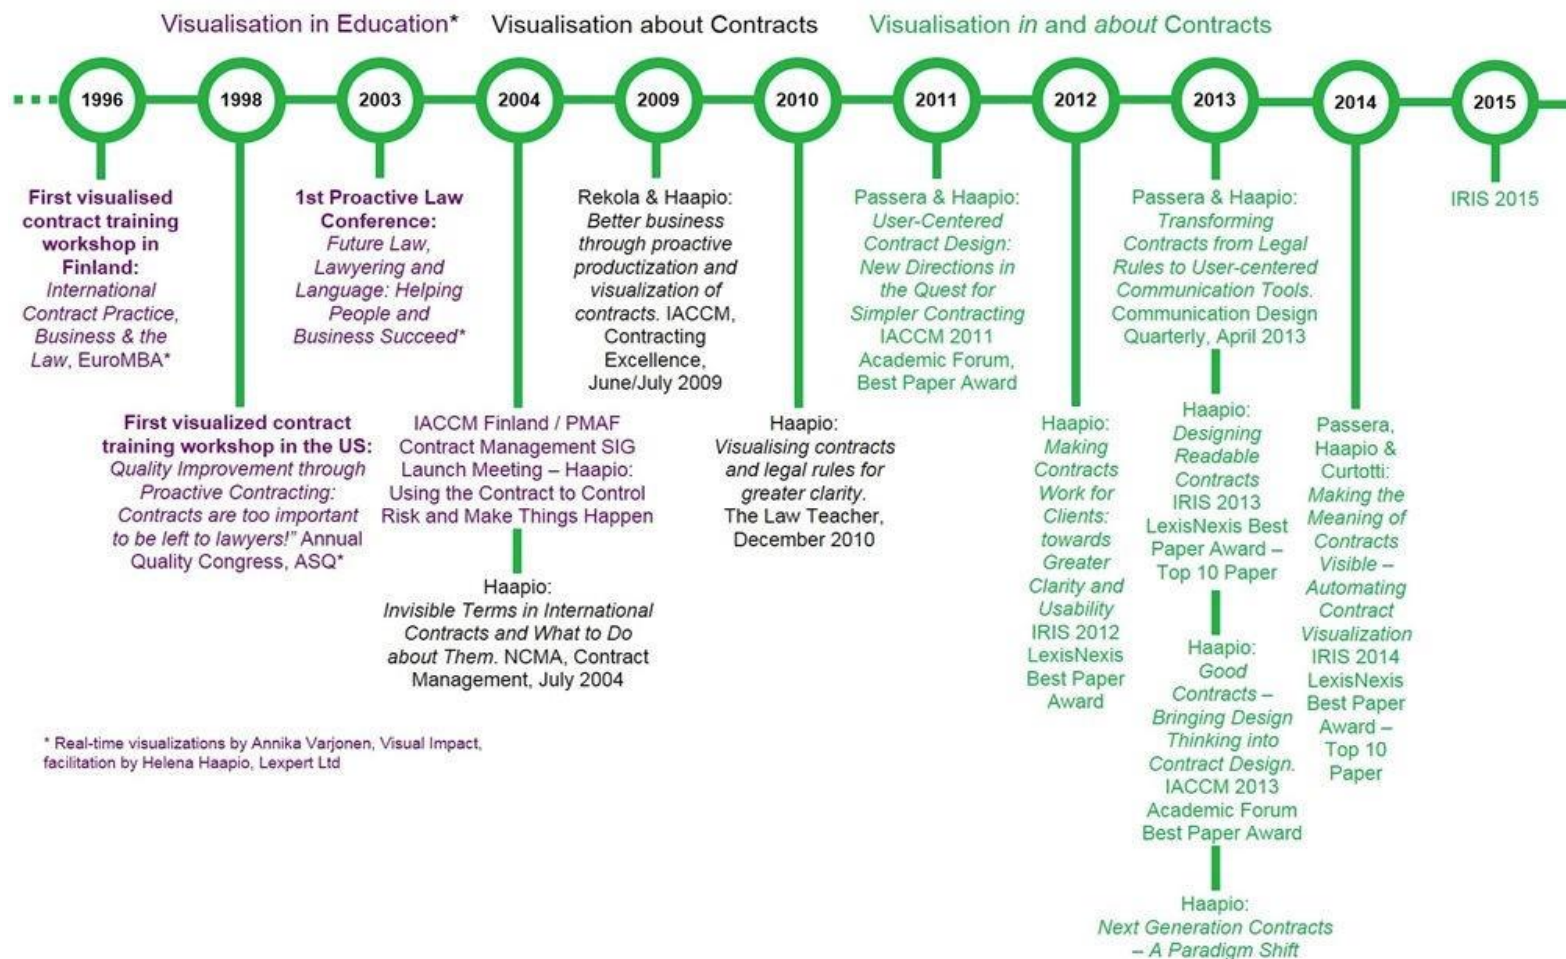 Visualisation in Education*
Visualisation about Contracts
Visualisation in and about Contracts
1996
1998
2003
2004
2009
2010
2011
2012
2013
2014
2015
First visualised
contract training
workshop in
Finland:
International
Contract Practice,
Business & the
Law, EuroMBA*
First visualized contract
training workshop in the US:
Quality Improvement through
Proactive Contracting:
Contracts are too important
to be left to lawyers!" Annual
Quality Congress, ASQ*
1st Proactive Law
Conference:
Future Law,
Lawyering and
Language: Helping
People and
Business Succeed*
IACCM Finland / PMAF
Contract Management SIG
Launch Meeting – Haapio:
Using the Contract to Control
Risk and Make Things Happen
Haapio:
Invisible Terms in International
Contracts and What to Do
about Them. NCMA, Contract
Management, July 2004
Rekola & Haapio:
Better business
through proactive
productization and
visualization of
contracts. IACCM,
Contracting
Excellence,
June/July 2009
Haapio:
Visualising contracts
and legal rules for
greater clarity.
The Law Teacher,
December 2010
Passera & Haapio:
User-Centered
Contract Design:
New Directions in
the Quest for
Simpler Contracting
IACCM 2011
Academic Forum,
Best Paper Award
Haapio:
Making
Contracts
Work for
Clients:
towards
Greater
Clarity and
Usability
IRIS 2012
LexisNexis
Best Paper
Award
Passera & Haapio:
Transforming
Contracts from Legal
Rules to User-centered
Communication Tools.
Communication Design
Quarterly, April 2013
Haapio:
Designing
Readable
Contracts
IRIS 2013
LexisNexis Best
Paper Award –
Top 10 Paper
Haapio:
Good
Contracts –
Bringing Design
Thinking into
Contract Design.
IACCM 2013
Academic Forum
Best Paper Award
Haapio:
Next Generation Contracts
– A Paradigm Shift
Passera,
Haapio &
Curtotti:
Making the
Meaning of
Contracts
Visible –
Automating
Contract
Visualization
IRIS 2014
LexisNexis
Best Paper
Award –
Top 10
Paper
IRIS 2015
* Real-time visualizations by Annika Varjonen, Visual Impact,
facilitation by Helena Haapio, Lexpert Ltd